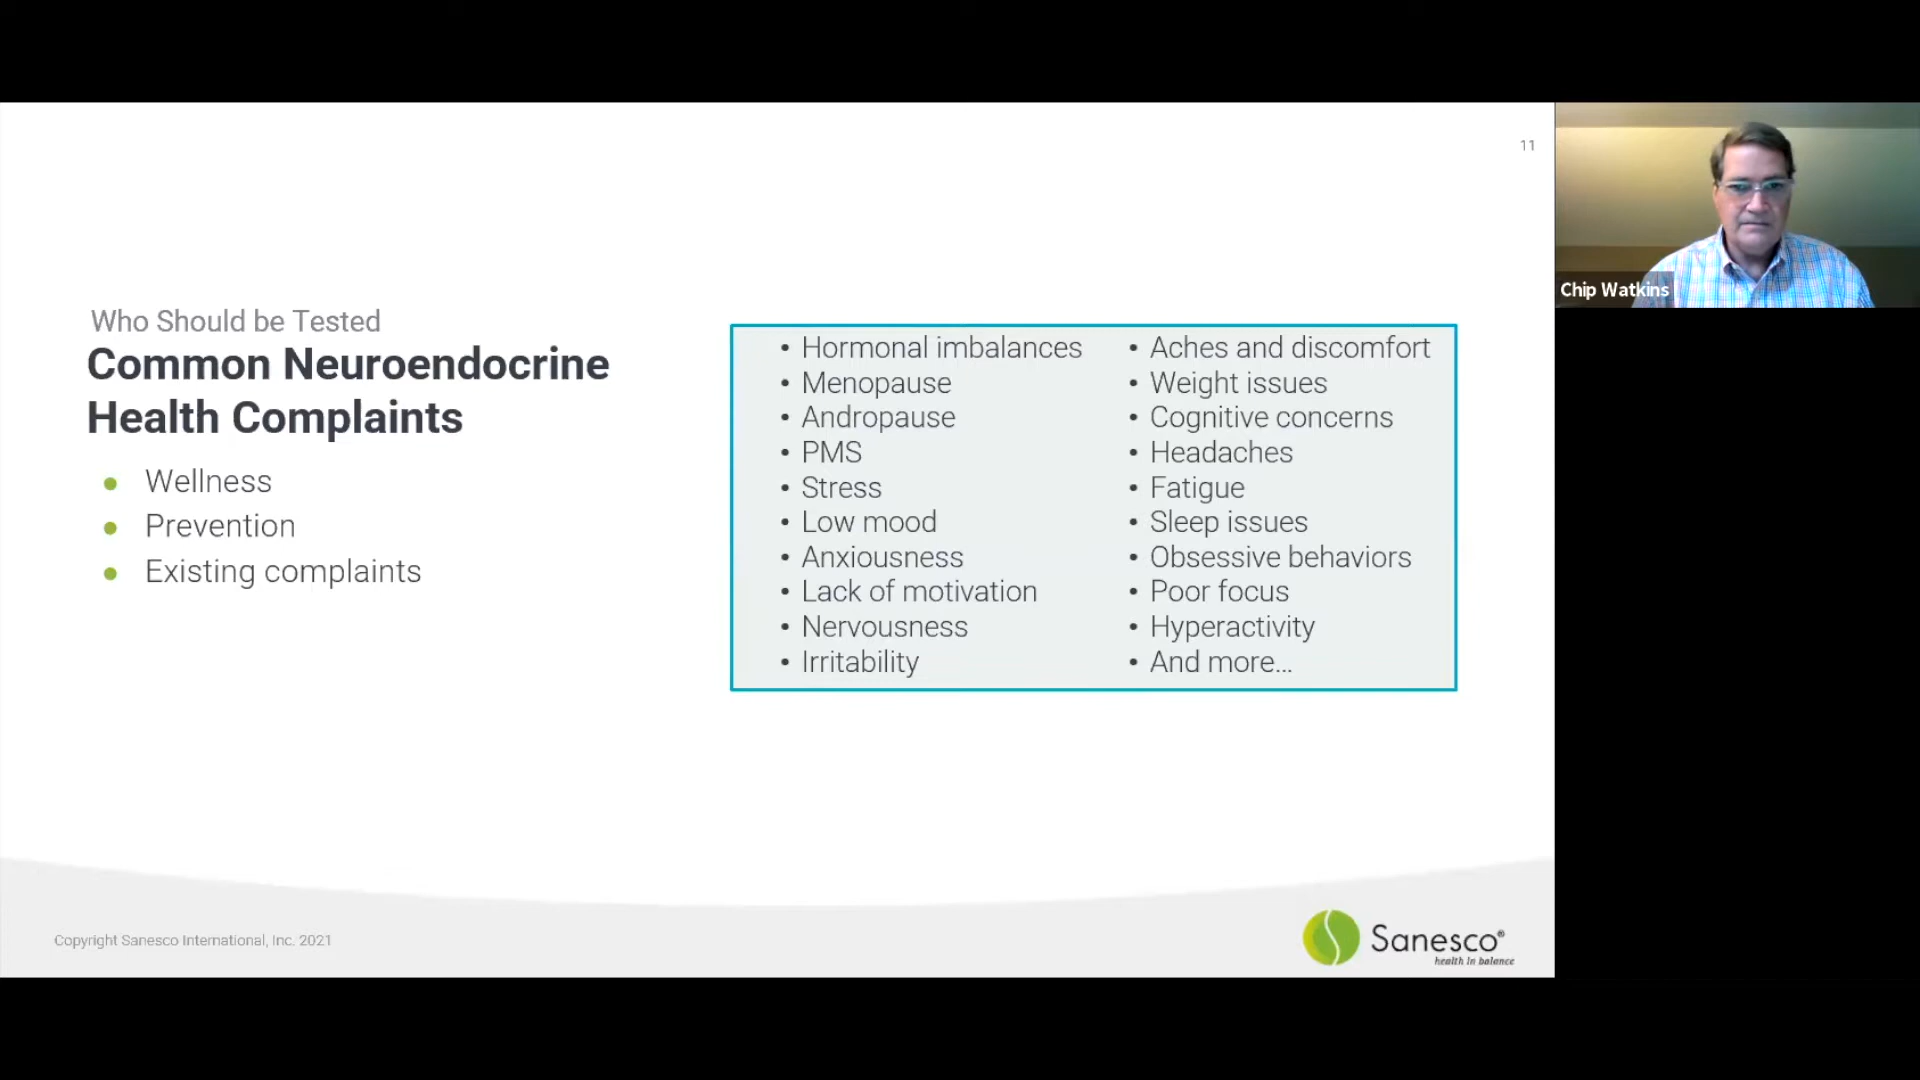 11
Who Should be Tested
Common Neuroendocrine
Health Complaints
● Wellness
● Prevention
● Existing complaints
• Hormonal imbalances
• Menopause
• Andropause
• PMS
• Stress
• Low mood
• Anxiousness
• Lack of motivation
• Nervousness
• Irritability
• Aches and discomfort
• Weight issues
• Cognitive concerns
• Headaches
• Fatigue
• Sleep issues
• Obsessive behaviors
• Poor focus
• Hyperactivity
• And more...
Chip Watkins
Copyright Sanesco International, Inc. 2021
Sanesco®
health in balance